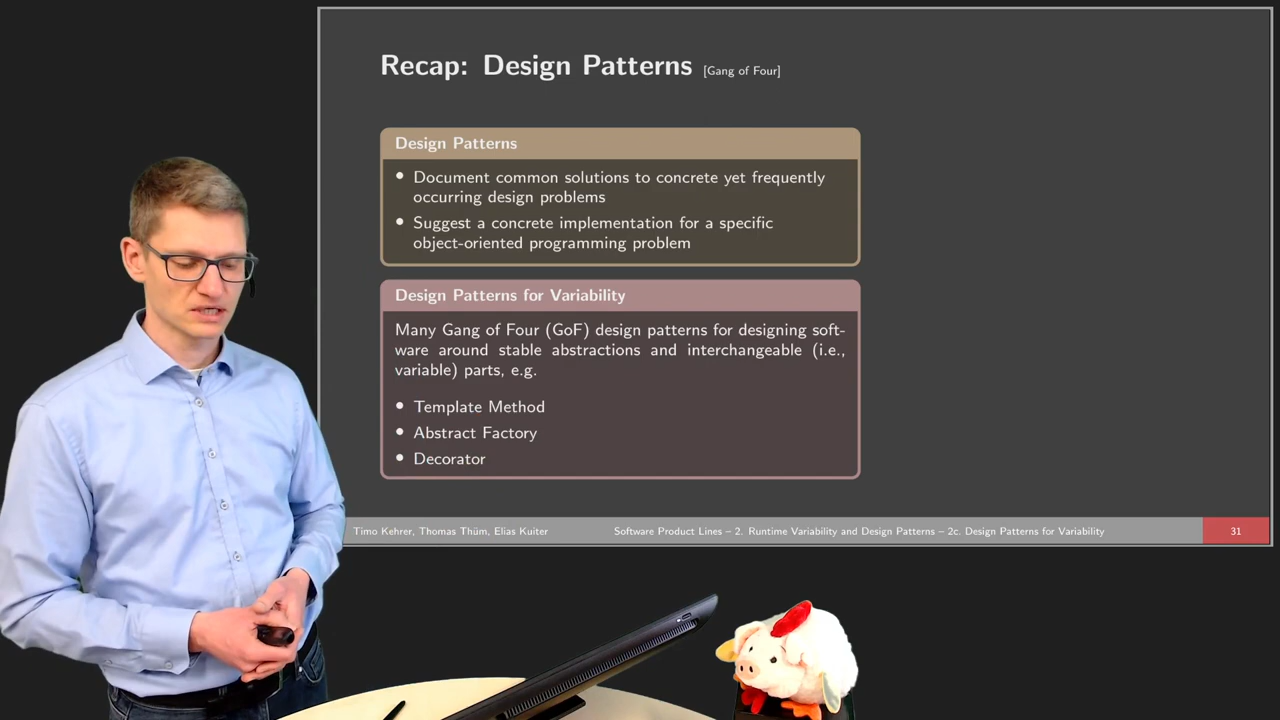 Recap: Design Patterns [Gang of Four]
Design Patterns
• Document common solutions to concrete yet frequently
occurring design problems
• Suggest a concrete implementation for a specific
object-oriented programming problem
Design Patterns for Variability
Many Gang of Four (GoF) design patterns for designing soft-
ware around stable abstractions and interchangeable (i.e.,
variable) parts, e.g.
• Template Method
• Abstract Factory
• Decorator
Timo Kehrer, Thomas Thüm, Elias Kuiter
Software Product Lines – 2. Runtime Variability and Design Patterns – 2c. Design Patterns for Variability
31